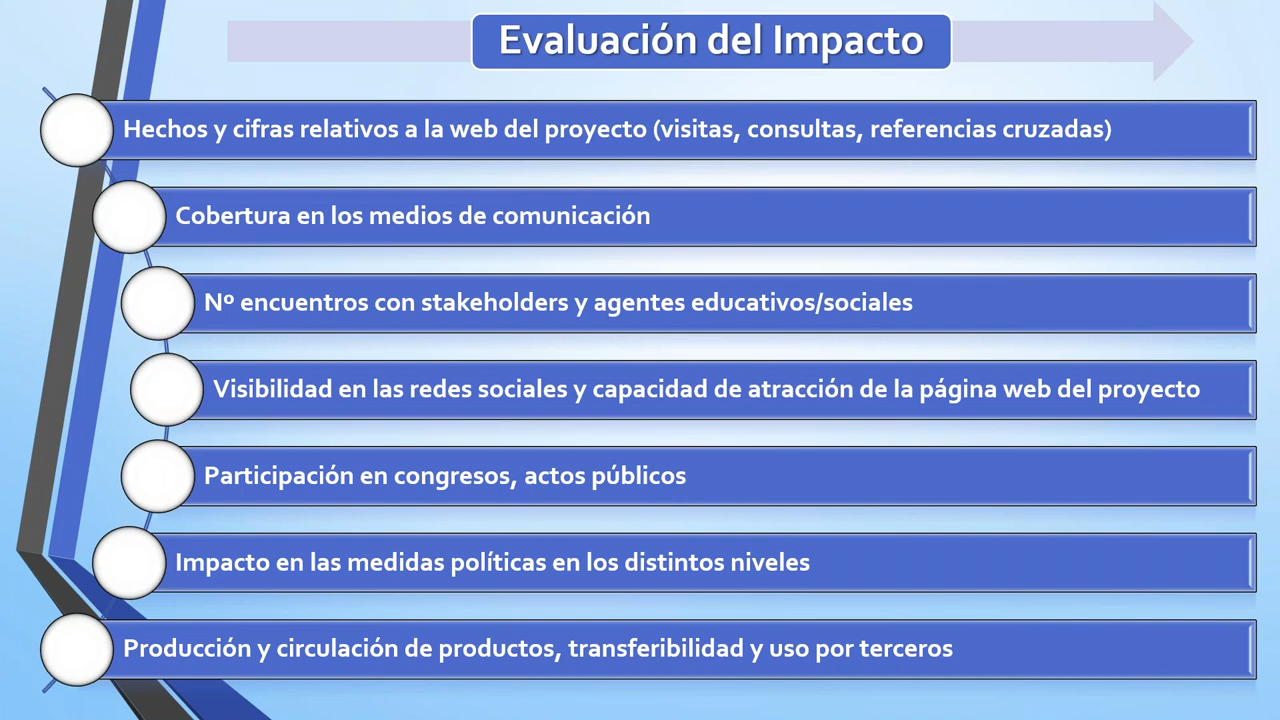 Evaluación del Impacto
Hechos y cifras relativos a la web del proyecto (visitas, consultas, referencias cruzadas)
Cobertura en los medios de comunicación
Nº encuentros con stakeholders y agentes educativos/sociales
Visibilidad en las redes sociales y capacidad de atracción de la página web del proyecto
Participación en congresos, actos públicos
Impacto en las medidas políticas en los distintos niveles
Producción y circulación de productos, transferibilidad y uso por terceros